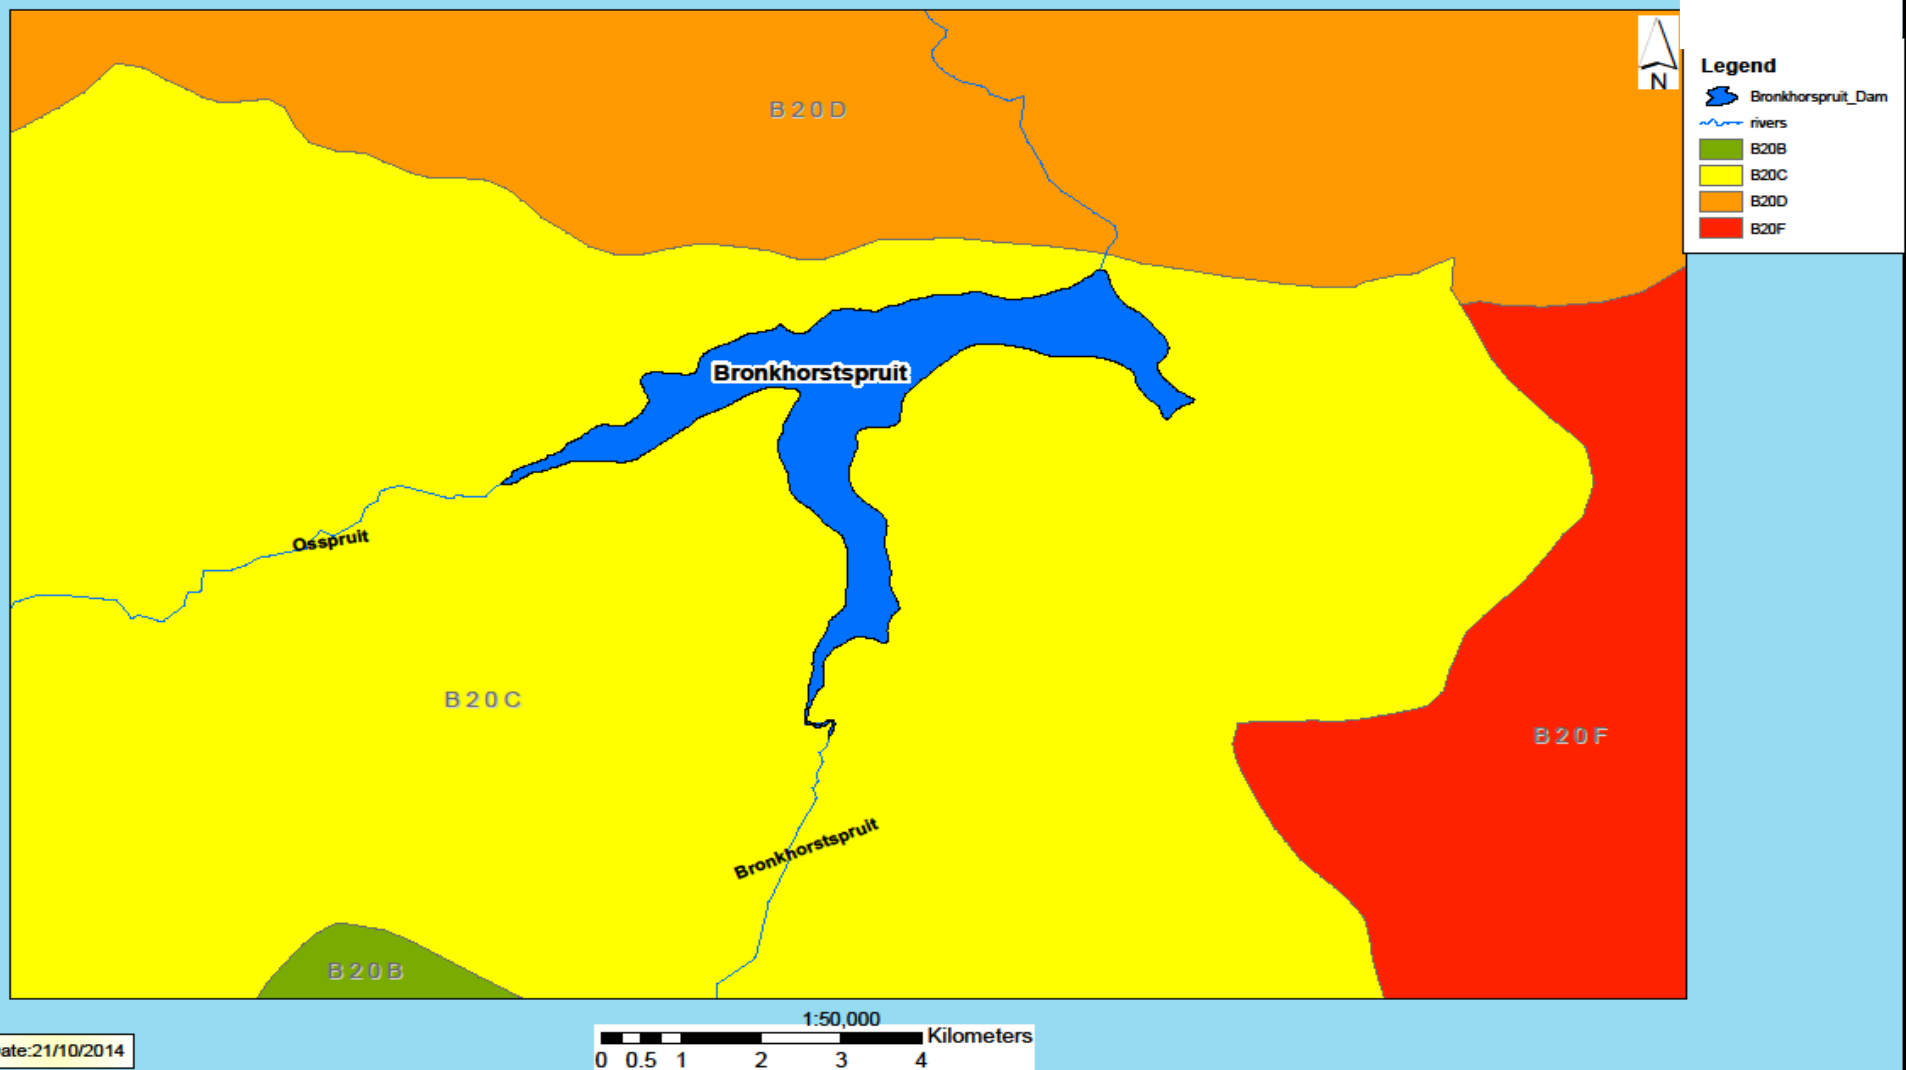 N
Legend
Bronkhorspruit_Dam
rivers
B20B
B20C
B20D
B20F
B20D
Bronkhorstspruit
Osspruit
B20C
B20F
Bronkhorstspruit
B20B
1:50,000
Kilometers
0 0.5 1 2 3 4
ate:21/10/2014